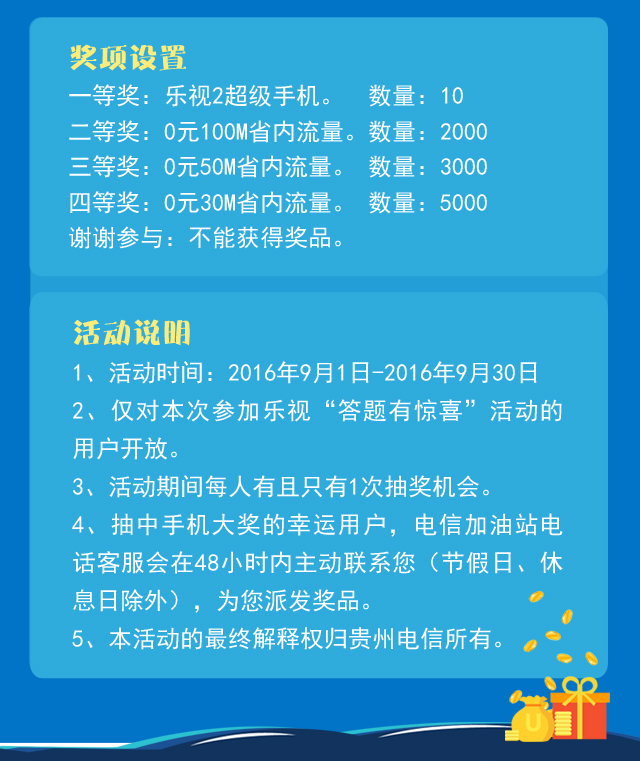 奖项设置
一等奖：乐视2超级手机。 数量：10
二等奖：0元100M省内流量。数量：2000
三等奖：0元50M省内流量。 数量：3000
四等奖：0元30M省内流量。 数量：5000
谢谢参与：不能获得奖品。
活动说明
1、活动时间：2016年9月1日-2016年9月30日
2、仅对本次参加乐视“答题有惊喜”活动的
用户开放。
3、活动期间每人有且只有1次抽奖机会。
4、抽中手机大奖的幸运用户，电信加油站电
话客服会在48小时内主动联系您（节假日、休
息日除外），为您派发奖品。
5、本活动的最终解释权归贵州电信所有。
U